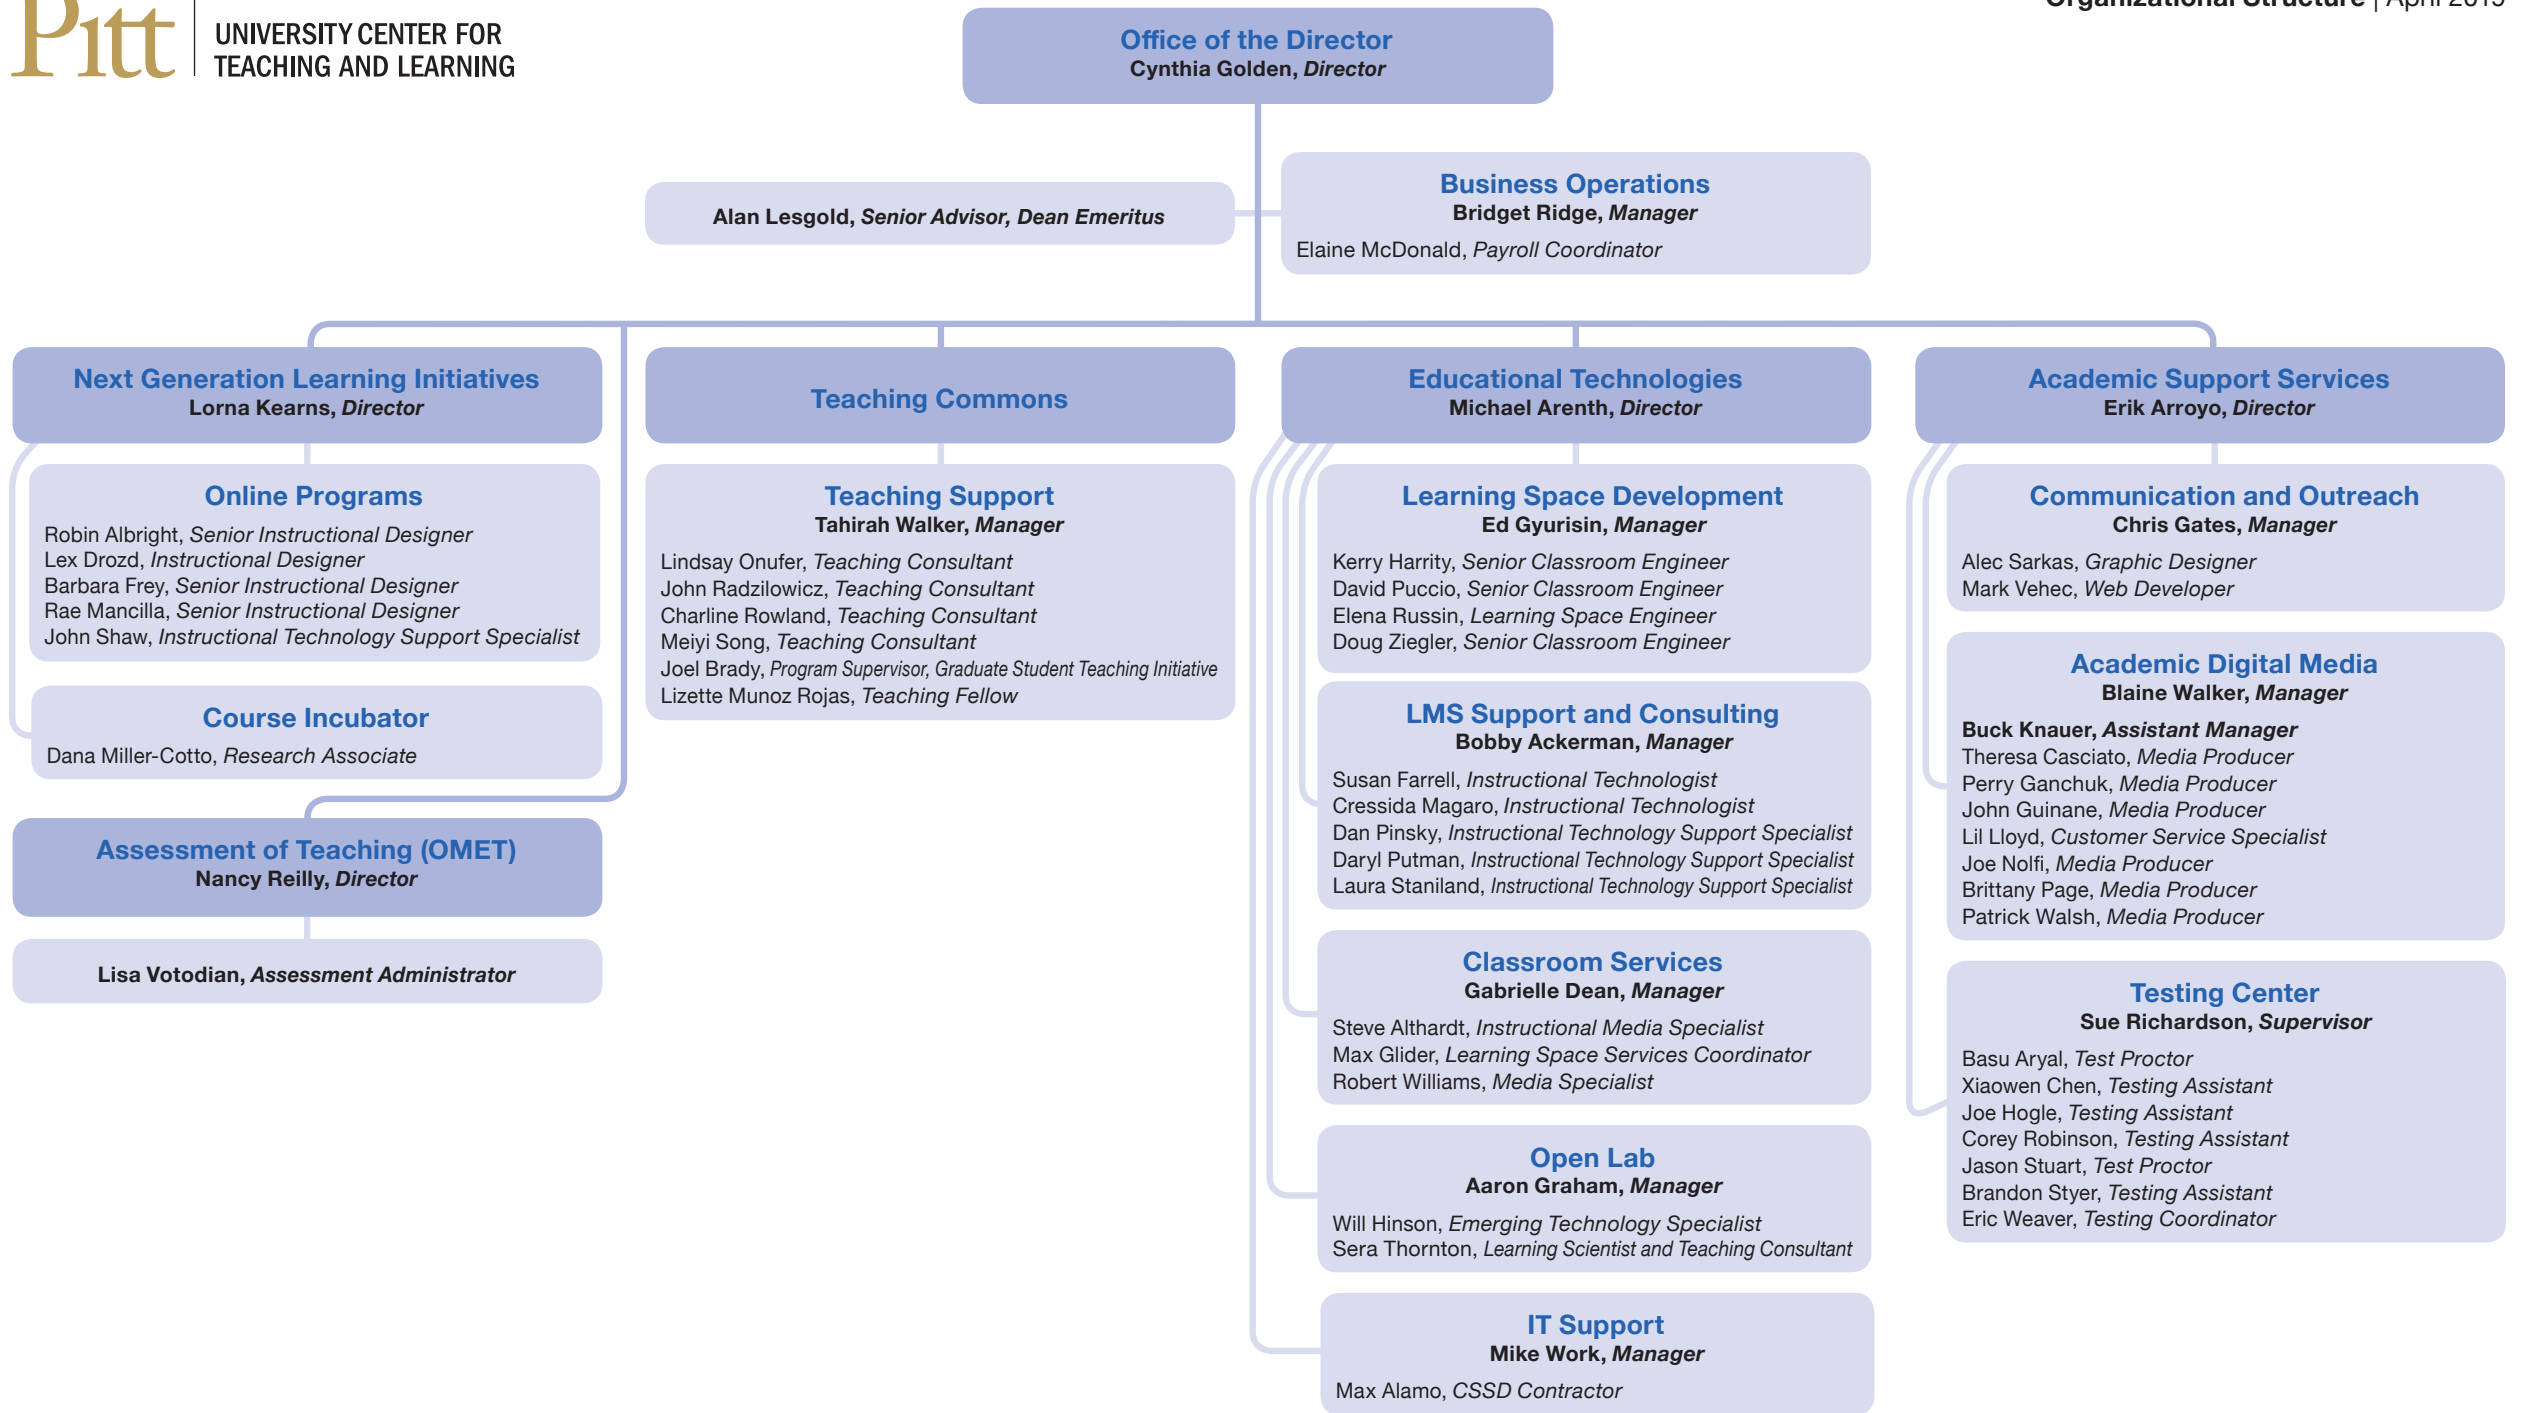 Pitt
UNIVERSITY CENTER FOR
TEACHING AND LEARNING
Organizational Structure | April 2019
Office of the Director
Cynthia Golden, Director
Alan Lesgold, Senior Advisor, Dean Emeritus
Business Operations
Bridget Ridge, Manager
Elaine McDonald, Payroll Coordinator
Next Generation Learning Initiatives
Lorna Kearns, Director
Online Programs
Robin Albright, Senior Instructional Designer
Lex Drozd, Instructional Designer
Barbara Frey, Senior Instructional Designer
Rae Mancilla, Senior Instructional Designer
John Shaw, Instructional Technology Support Specialist
Course Incubator
Dana Miller-Cotto, Research Associate
Assessment of Teaching (OMET)
Nancy Reilly, Director
Lisa Votodian, Assessment Administrator
Teaching Commons
Teaching Support
Tahirah Walker, Manager
Lindsay Onufer, Teaching Consultant
John Radzilowicz, Teaching Consultant
Charline Rowland, Teaching Consultant
Meiyi Song, Teaching Consultant
Joel Brady, Program Supervisor, Graduate Student Teaching Initiative
Lizette Munoz Rojas, Teaching Fellow
Educational Technologies
Michael Arenth, Director
Learning Space Development
Ed Gyurisin, Manager
Kerry Harrity, Senior Classroom Engineer
David Puccio, Senior Classroom Engineer
Elena Russin, Learning Space Engineer
Doug Ziegler, Senior Classroom Engineer
LMS Support and Consulting
Bobby Ackerman, Manager
Susan Farrell, Instructional Technologist
Cressida Magaro, Instructional Technologist
Dan Pinsky, Instructional Technology Support Specialist
Daryl Putman, Instructional Technology Support Specialist
Laura Staniland, Instructional Technology Support Specialist
Classroom Services
Gabrielle Dean, Manager
Steve Althardt, Instructional Media Specialist
Max Glider, Learning Space Services Coordinator
Robert Williams, Media Specialist
Open Lab
Aaron Graham, Manager
Will Hinson, Emerging Technology Specialist
Sera Thornton, Learning Scientist and Teaching Consultant
IT Support
Mike Work, Manager
Max Alamo, CSSD Contractor
Academic Support Services
Erik Arroyo, Director
Communication and Outreach
Chris Gates, Manager
Alec Sarkas, Graphic Designer
Mark Vehec, Web Developer
Academic Digital Media
Blaine Walker, Manager
Buck Knauer, Assistant Manager
Theresa Casciato, Media Producer
Perry Ganchuk, Media Producer
John Guinane, Media Producer
Lil Lloyd, Customer Service Specialist
Joe Nolfi, Media Producer
Brittany Page, Media Producer
Patrick Walsh, Media Producer
Testing Center
Sue Richardson, Supervisor
Basu Aryal, Test Proctor
Xiaowen Chen, Testing Assistant
Joe Hogle, Testing Assistant
Corey Robinson, Testing Assistant
Jason Stuart, Test Proctor
Brandon Styer, Testing Assistant
Eric Weaver, Testing Coordinator